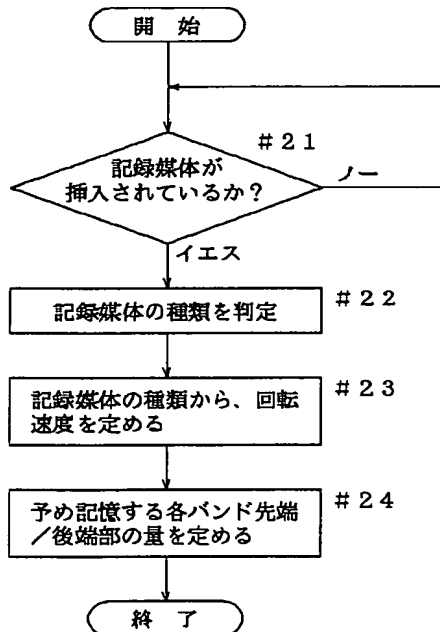 開 始
#21
記録媒体が
挿入されているか？
ノー
イエス
記録媒体の種類を判定
#22
記録媒体の種類から、回転
速度を定める
#23
予め記憶する各バンド先端
／後端部の量を定める
#24
終 了